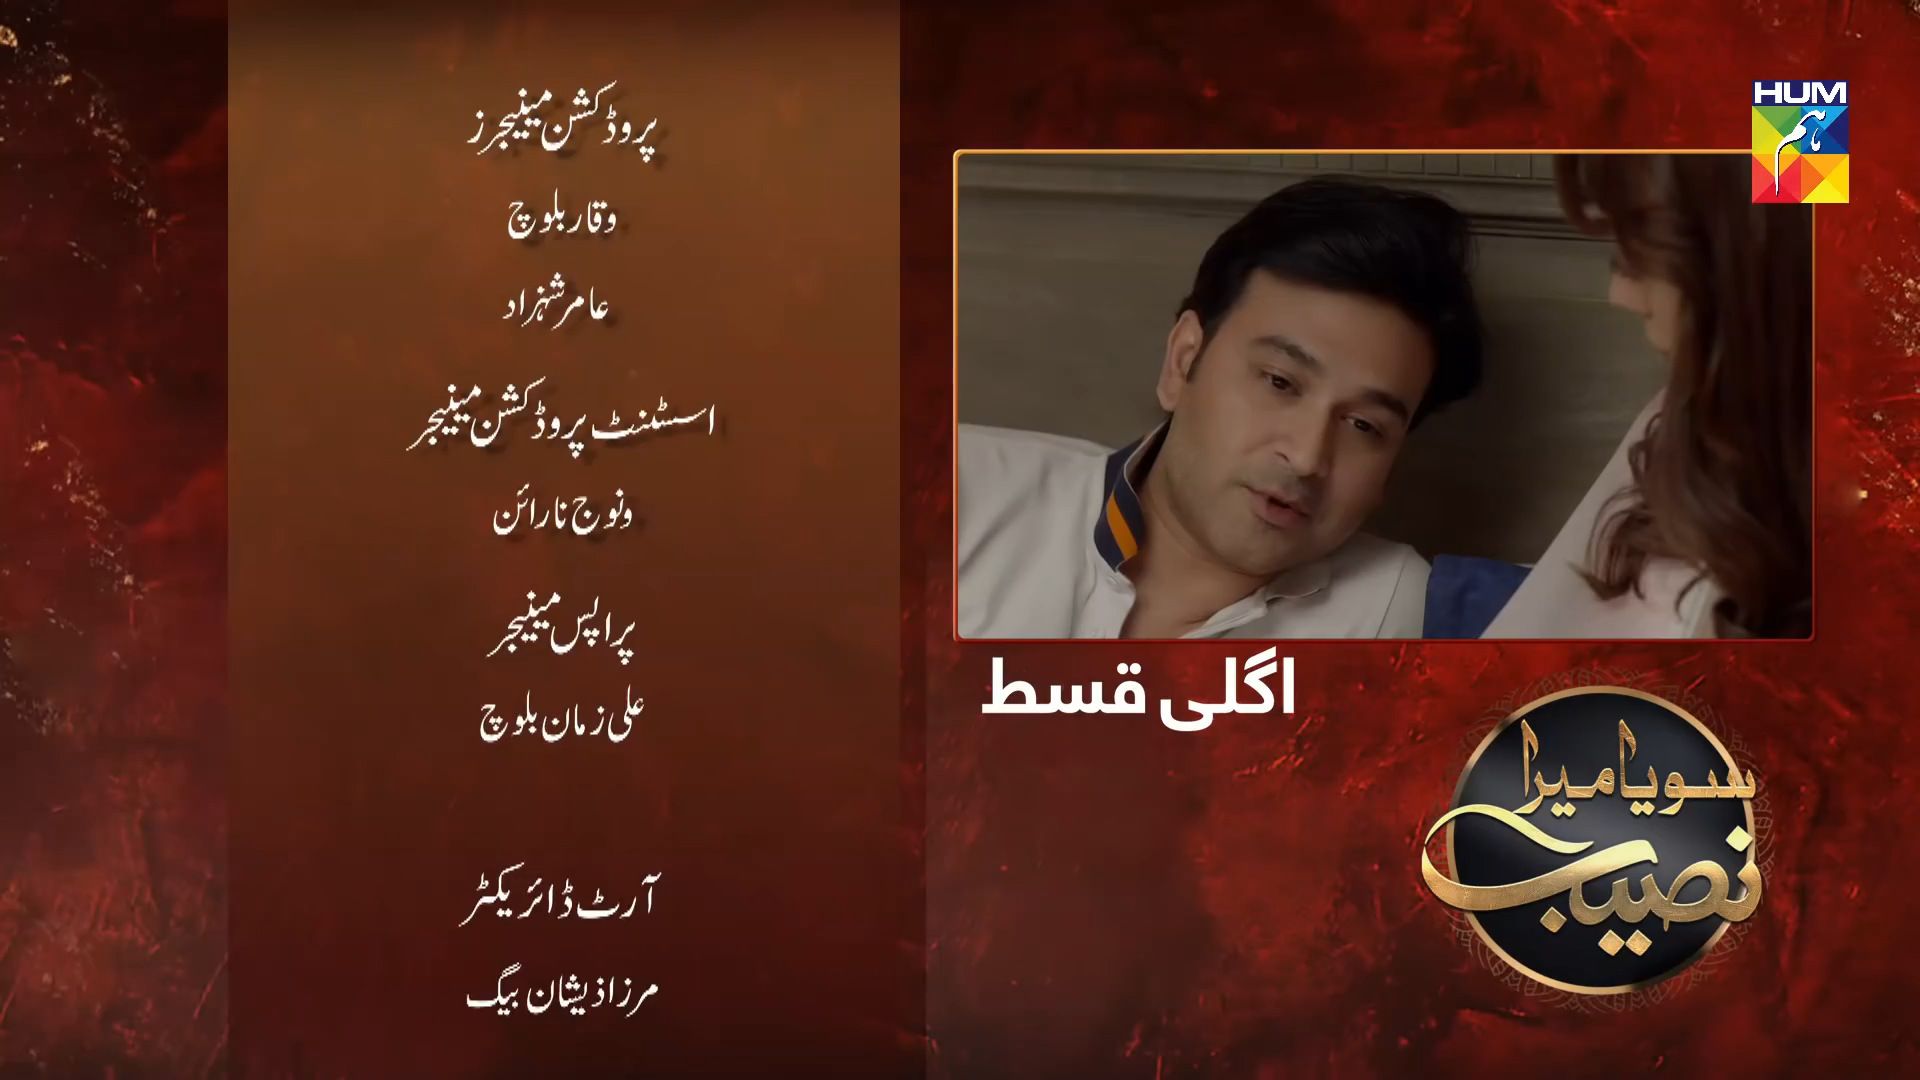 پروڈکشن مینیجرز
وقار بلوچ
عامر شہزاد
اسسٹنٹ پروڈکشن مینیجر
ونوج نارائن
پراپس مینیجر
علی زمان بلوچ
آرٹ ڈائریکٹر
مرزا ذیشان بیگ
HUM
ہم
اگلی قسط
سویا میرا
نصیب